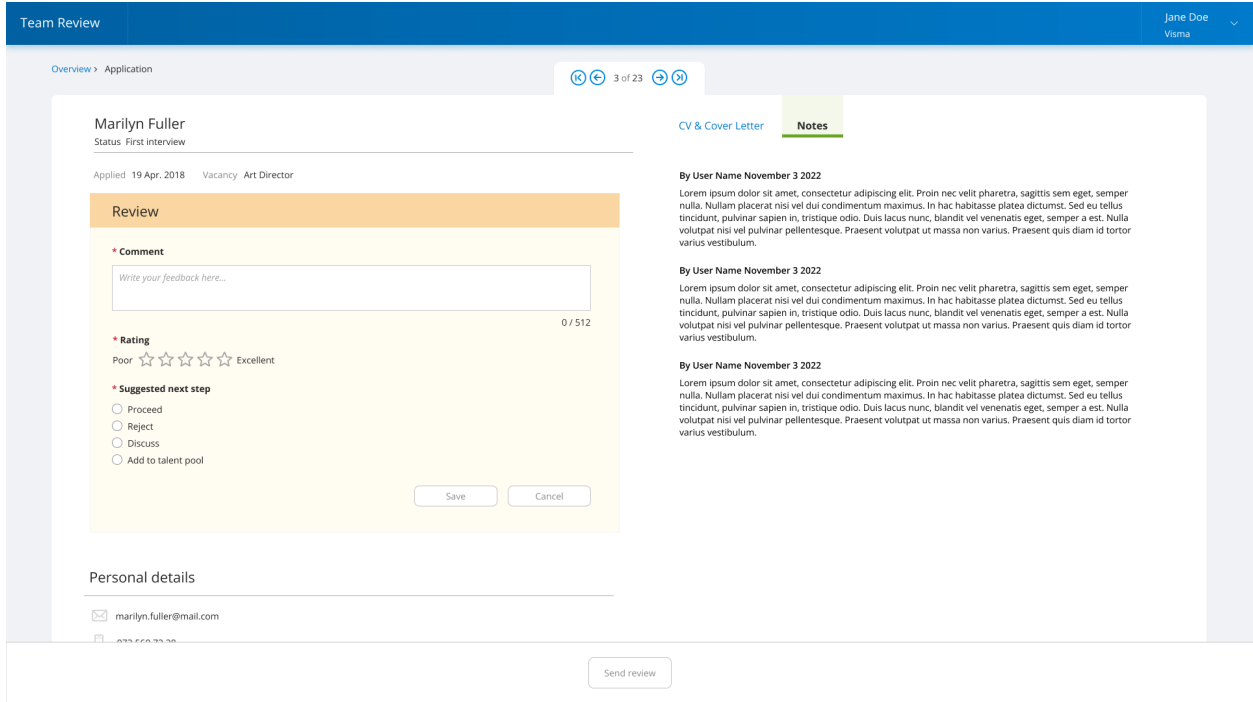 Team Review
Jane Doe
Visma
Overview › Application
3 of 23
Marilyn Fuller
Status First interview
Applied 19 Apr. 2018 Vacancy Art Director
Review
* Comment
Write your feedback here...
0 / 512
* Rating
Poor Excellent
* Suggested next step
Proceed
Reject
Discuss
Add to talent pool
Save Cancel
Personal details
marilyn.fuller@mail.com
CV & Cover Letter Notes
By User Name November 3 2022
Lorem ipsum dolor sit amet, consectetur adipiscing elit. Proin nec velit pharetra, sagittis sem eget, semper
nulla. Nullam placerat nisi vel dui condimentum maximus. In hac habitasse platea dictumst. Sed eu tellus
tincidunt, pulvinar sapien in, tristique odio. Duis lacus nunc, blandit vel venenatis eget, semper a est. Nulla
volutpat nisi vel pulvinar pellentesque. Praesent volutpat ut massa non varius. Praesent quis diam id tortor
varius vestibulum.
By User Name November 3 2022
Lorem ipsum dolor sit amet, consectetur adipiscing elit. Proin nec velit pharetra, sagittis sem eget, semper
nulla. Nullam placerat nisi vel dui condimentum maximus. In hac habitasse platea dictumst. Sed eu tellus
tincidunt, pulvinar sapien in, tristique odio. Duis lacus nunc, blandit vel venenatis eget, semper a est. Nulla
volutpat nisi vel pulvinar pellentesque. Praesent volutpat ut massa non varius. Praesent quis diam id tortor
varius vestibulum.
By User Name November 3 2022
Lorem ipsum dolor sit amet, consectetur adipiscing elit. Proin nec velit pharetra, sagittis sem eget, semper
nulla. Nullam placerat nisi vel dui condimentum maximus. In hac habitasse platea dictumst. Sed eu tellus
tincidunt, pulvinar sapien in, tristique odio. Duis lacus nunc, blandit vel venenatis eget, semper a est. Nulla
volutpat nisi vel pulvinar pellentesque. Praesent volutpat ut massa non varius. Praesent quis diam id tortor
varius vestibulum.
Send review